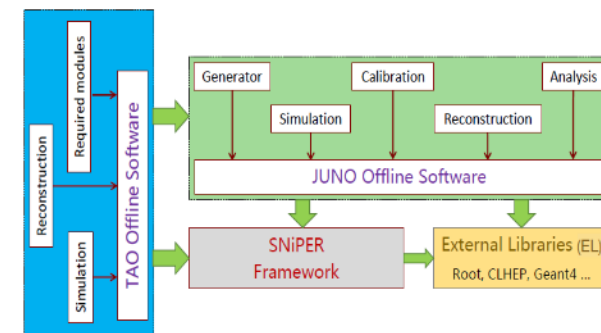 Required modules
Reconstruction
Simulation
TAO Offline Software
Generator
Calibration
Analysis
Simulation
Reconstruction
JUNO Offline Software
SNiPER
Framework
External Libraries (EL)
Root, CLHEP, Geant4 ...